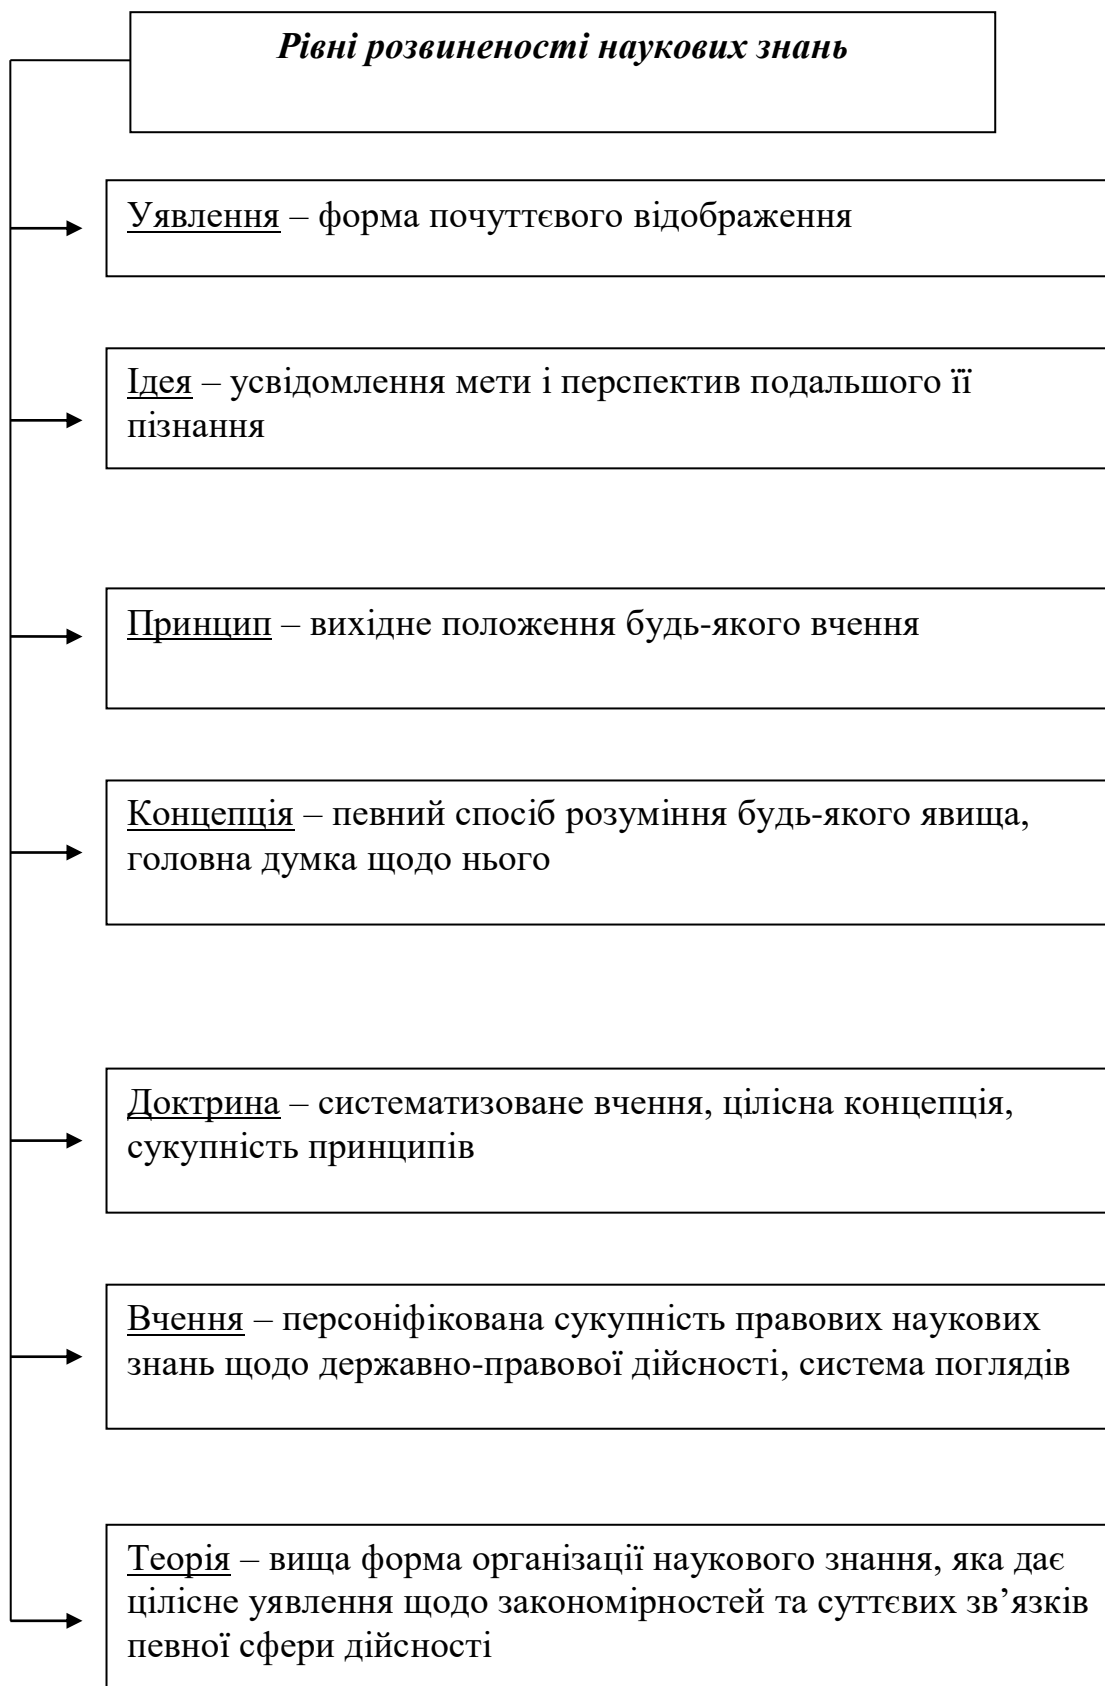 Рівні розвиненості наукових знань
Уявлення – форма почуттєвого відображення
Ідея – усвідомлення мети і перспектив подальшого її
пізнання
Принцип – вихідне положення будь-якого вчення
Концепція – певний спосіб розуміння будь-якого явища,
головна думка щодо нього
Доктрина – систематизоване вчення, цілісна концепція,
сукупність принципів
Вчення – персоніфікована сукупність правових наукових
знань щодо державно-правової дійсності, система поглядів
Теорія – вища форма організації наукового знання, яка дає
цілісне уявлення щодо закономірностей та суттєвих зв’язків
певної сфери дійсності